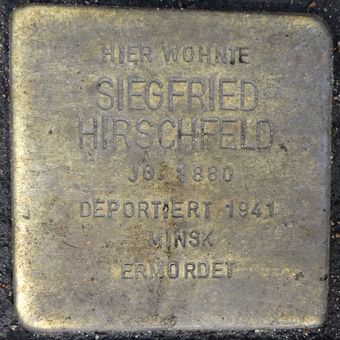 HIER WOHNTE
SIEGFRIED
HIRSCHFELD
JG. 1880
DEPORTIERT 1941
MINSK
ERMORDET